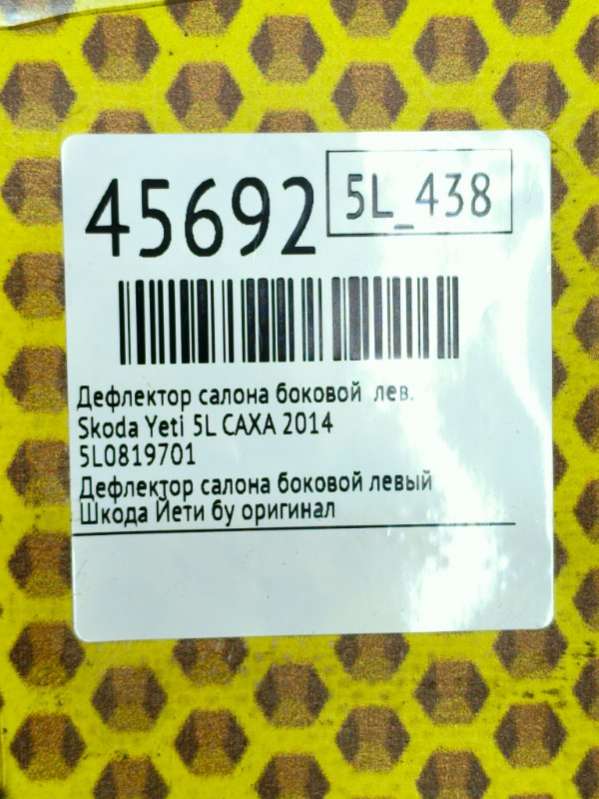 45692
5L_438
Дефлектор салона боковой лев.
Skoda Yeti 5L CAXA 2014
5L0819701
Дефлектор салона боковой левый
Шкода Йети бу оригинал